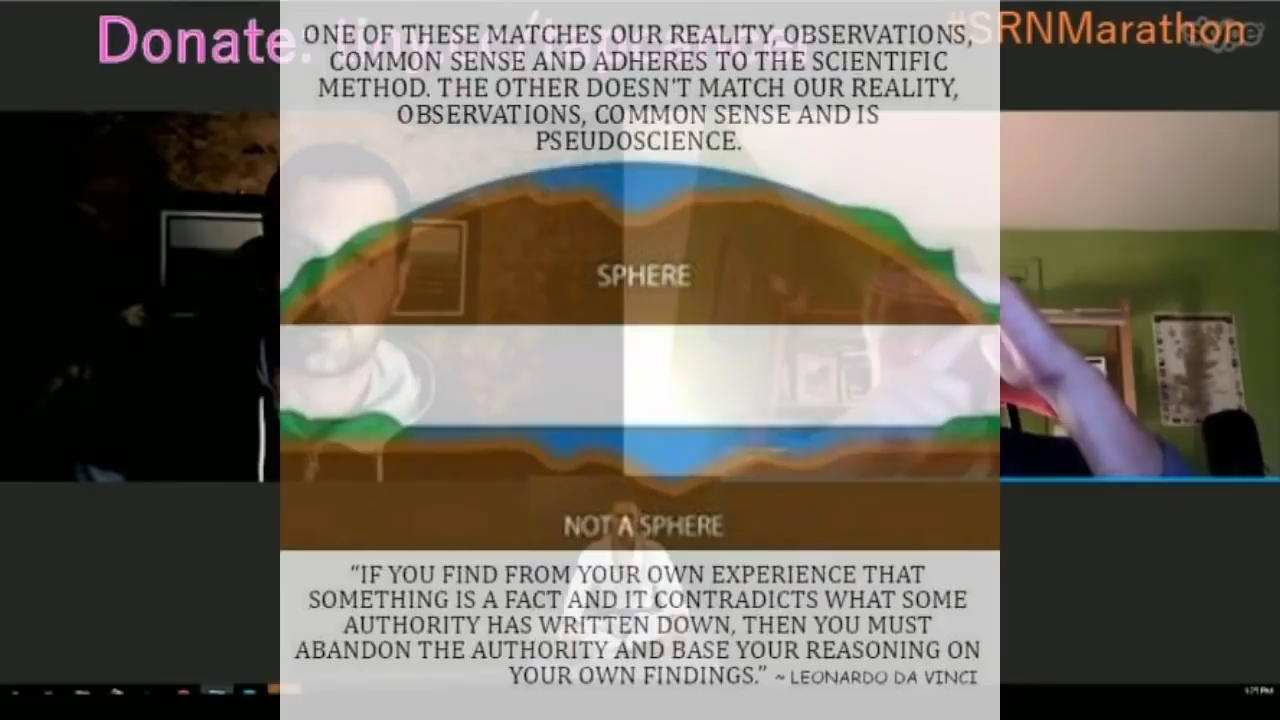 Donate:
#SRNMarathon
skype
ONE OF THESE MATCHES OUR REALITY, OBSERVATIONS,
COMMON SENSE AND ADHERES TO THE SCIENTIFIC
METHOD. THE OTHER DOESN'T MATCH OUR REALITY,
OBSERVATIONS, COMMON SENSE AND IS
PSEUDOSCIENCE.
SPHERE
NOT A SPHERE
“IF YOU FIND FROM YOUR OWN EXPERIENCE THAT
SOMETHING IS A FACT AND IT CONTRADICTS WHAT SOME
AUTHORITY HAS WRITTEN DOWN, THEN YOU MUST
ABANDON THE AUTHORITY AND BASE YOUR REASONING ON
YOUR OWN FINDINGS.” ~ LEONARDO DA VINCI